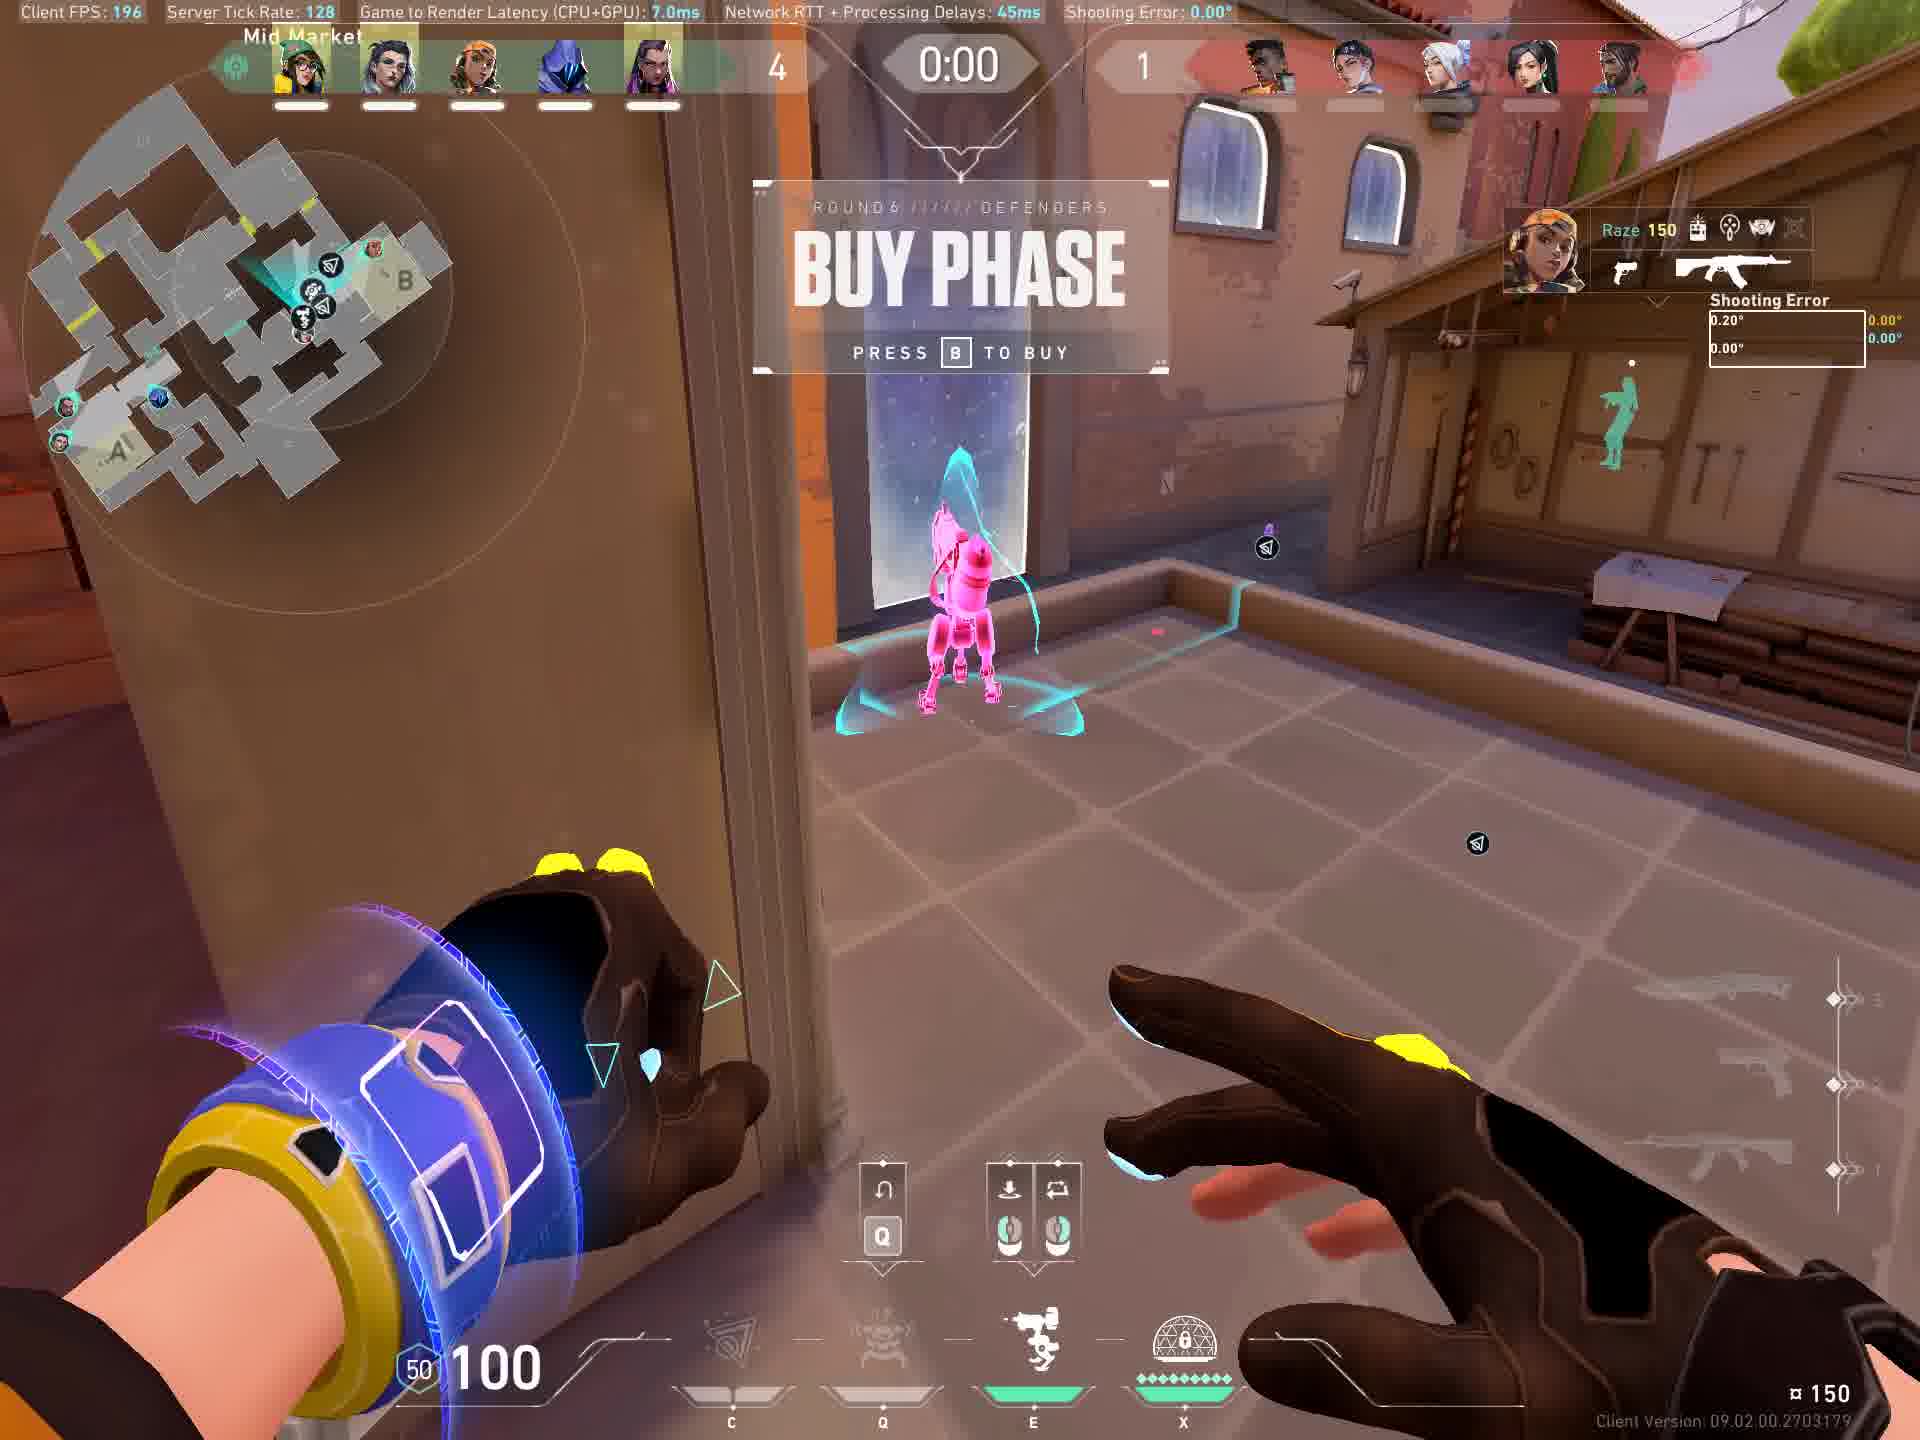 Client FPS: 196 Server Tick Rate: 128 Game to Render Latency (CPU+GPU): 7.0ms Network RTT + Processing Delays: 45ms Shooting Error: 0.00°
Mid Market
4 0:00 1
ROUND 6 ////// DEFENDERS
BUY PHASE
PRESS B TO BUY
Raze 150
Shooting Error
0.20° 0.00°
0.00°
0.00°
B
A
3
2
1
Q
50 100
C Q E X
¤ 150
Client Version: 09.02.00.2703179